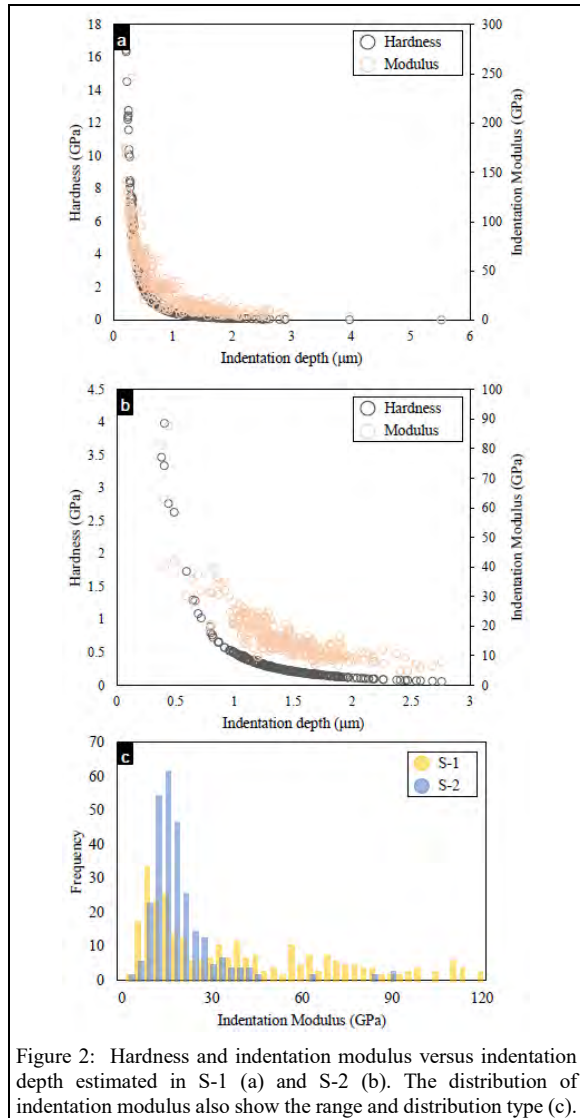 a
Hardness
Modulus
18
16
14
12
10
8
6
4
2
0
Hardness (GPa)
300
250
200
150
100
50
0
Indentation Modulus (GPa)
0 1 2 3 4 5 6
Indentation depth (μm)
b
Hardness
Modulus
4.5
4
3.5
3
2.5
2
1.5
1
0.5
0
Hardness (GPa)
100
90
80
70
60
50
40
30
20
10
0
Indentation Modulus (GPa)
0 0.5 1 1.5 2 2.5 3
Indentation depth (μm)
c
S-1
S-2
70
60
50
40
30
20
10
0
Frequency
0 30 60 90 120
Indentation Modulus (GPa)
Figure 2: Hardness and indentation modulus versus indentation
depth estimated in S-1 (a) and S-2 (b). The distribution of
indentation modulus also show the range and distribution type (c).